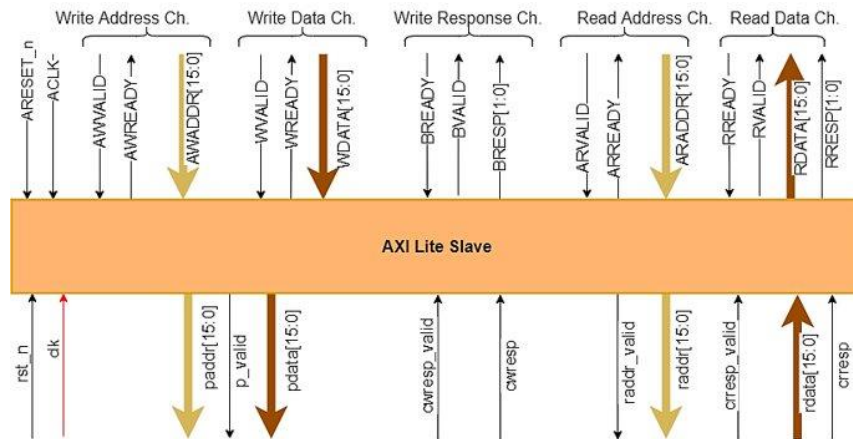 Write Address Ch. Write Data Ch. Write Response Ch. Read Address Ch. Read Data Ch.
ARESET_n
ACLK
AWVALID
AWREADY
AWADDR[15:0]
WVALID
WREADY
WDATA[15:0]
BREADY
BVALID
BRESP[1:0]
ARVALID
ARREADY
ARADDR[15:0]
RREADY
RVALID
RDATA[15:0]
RRESP[1:0]
AXI Lite Slave
rst_n
clk
paddr[15:0]
p_valid
pdata[15:0]
cwresp_valid
cwresp
raddr_valid
raddr[15:0]
crresp_valid
rdata[15:0]
crresp